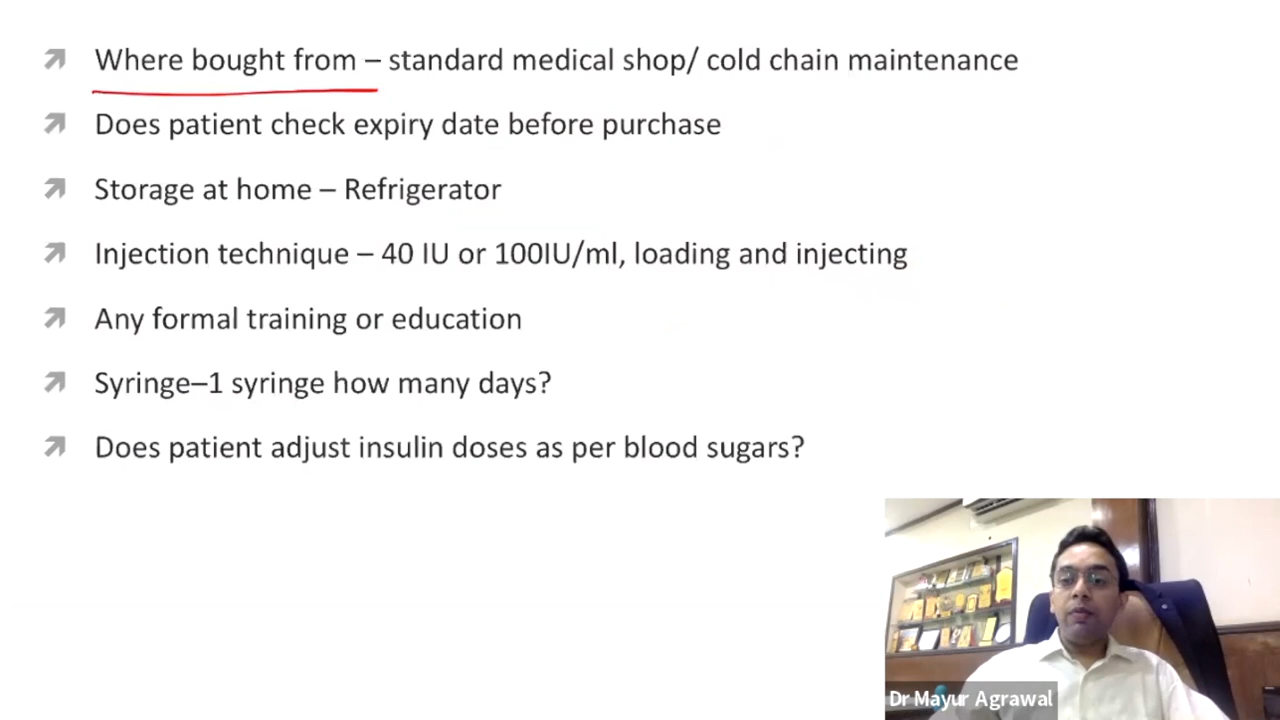 Where bought from – standard medical shop/ cold chain maintenance
Does patient check expiry date before purchase
Storage at home – Refrigerator
Injection technique – 40 IU or 100IU/ml, loading and injecting
Any formal training or education
Syringe–1 syringe how many days?
Does patient adjust insulin doses as per blood sugars?
Dr Mayur Agrawal